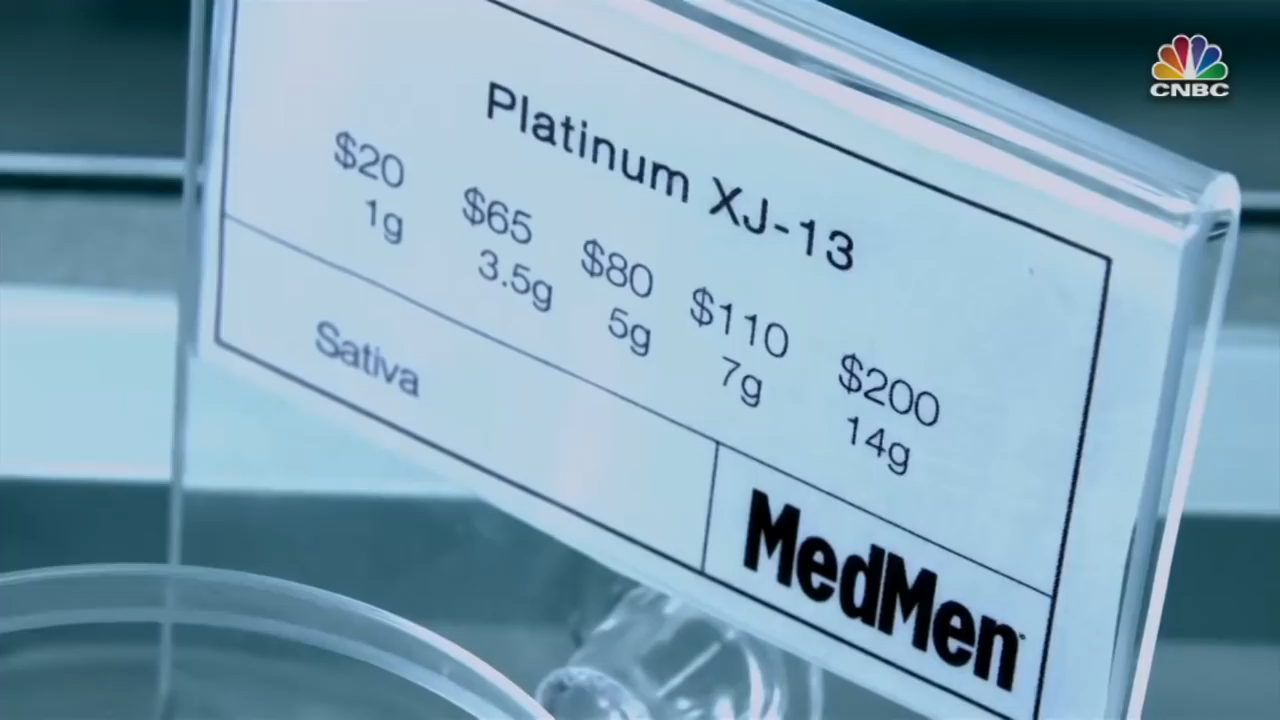 CNBC
Platinum XJ-13
$20 $65 $80 $110 $200
1g 3.5g 5g 7g 14g
Sativa
MedMen